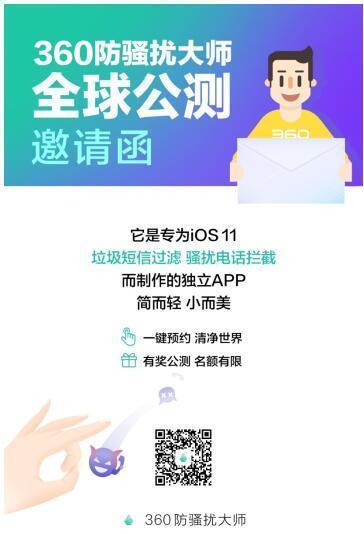 360防骚扰大师
全球公测
邀请函
360
它是专为iOS 11
垃圾短信过滤 骚扰电话拦截
而制作的独立APP
简而轻 小而美
一键预约 清净世界
有奖公测 名额有限
360防骚扰大师